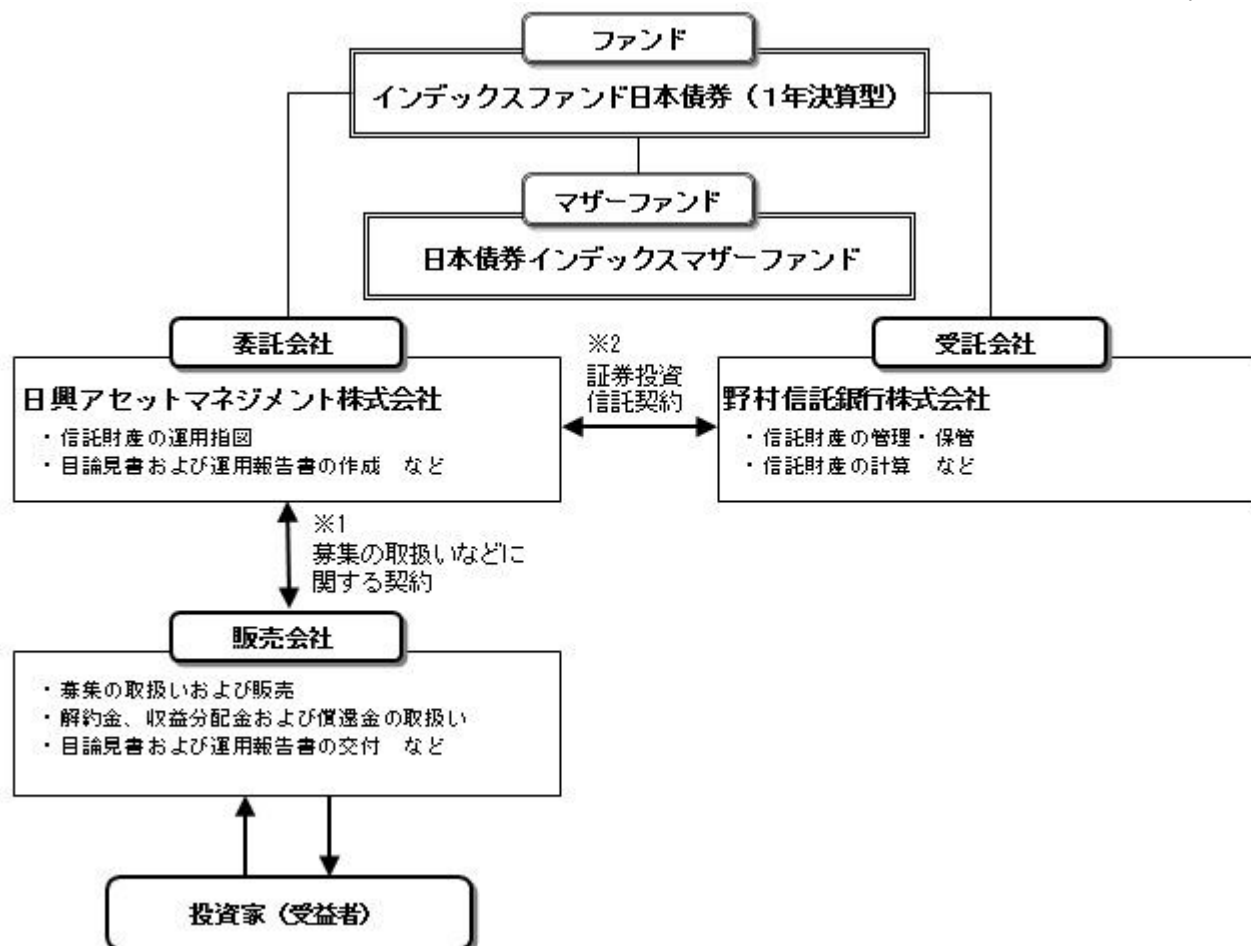 ファンド
インデックスファンド日本債券（１年決算型）
マザーファンド
日本債券インデックスマザーファンド
委託会社
日興アセットマネジメント株式会社
・信託財産の運用指図
・目論見書および運用報告書の作成　など
※2
証券投資
信託契約
受託会社
野村信託銀行株式会社
・信託財産の管理・保管
・信託財産の計算　など
※1
募集の取扱いなどに
関する契約
販売会社
・募集の取扱いおよび販売
・解約金、収益分配金および償還金の取扱い
・目論見書および運用報告書の交付　など
投資家（受益者）